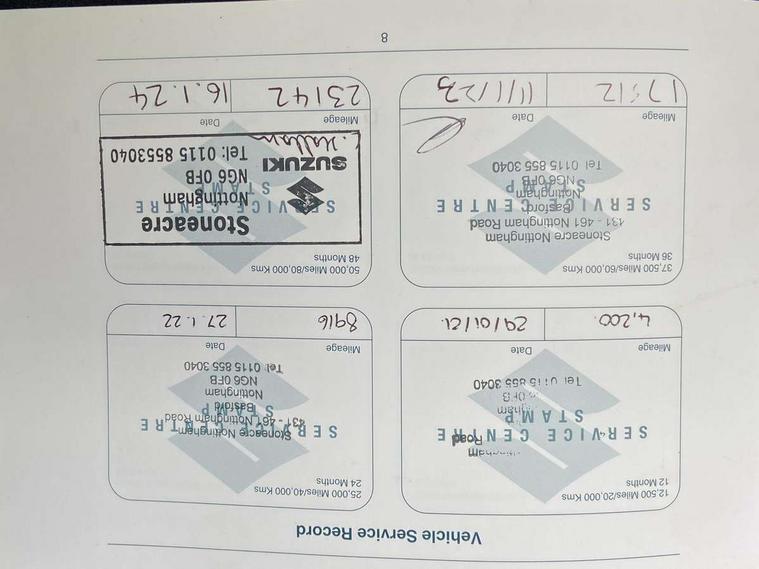 Vehicle Service Record
12,500 Miles/20,000 Kms
12 Months
SERVICE CENTRE
STAMP
Road
Tel: 0115 855 3040
Mileage
Date
4,200.
29/01/21.
25,000 Miles/40,000 Kms
24 Months
SERVICE CENTRE
STAMP
Stoneacre Nottingham
431 - 461 Nottingham Road
Basford
Nottingham
NG6 0FB
Tel: 0115 855 3040
Mileage
Date
8916
27.1.22
37,500 Miles/60,000 Kms
36 Months
SERVICE CENTRE
STAMP
Stoneacre Nottingham
431 - 461 Nottingham Road
Basford
Nottingham
NG6 0FB
Tel 0115 855 3040
Mileage
Date
17512
11/1/23
50,000 Miles/80,000 Kms
48 Months
SERVICE CENTRE
STAMP
Stoneacre
Nottingham
NG6 0FB
Tel: 0115 8553040
SUZUKI
Mileage
Date
23142
16.1.24
8